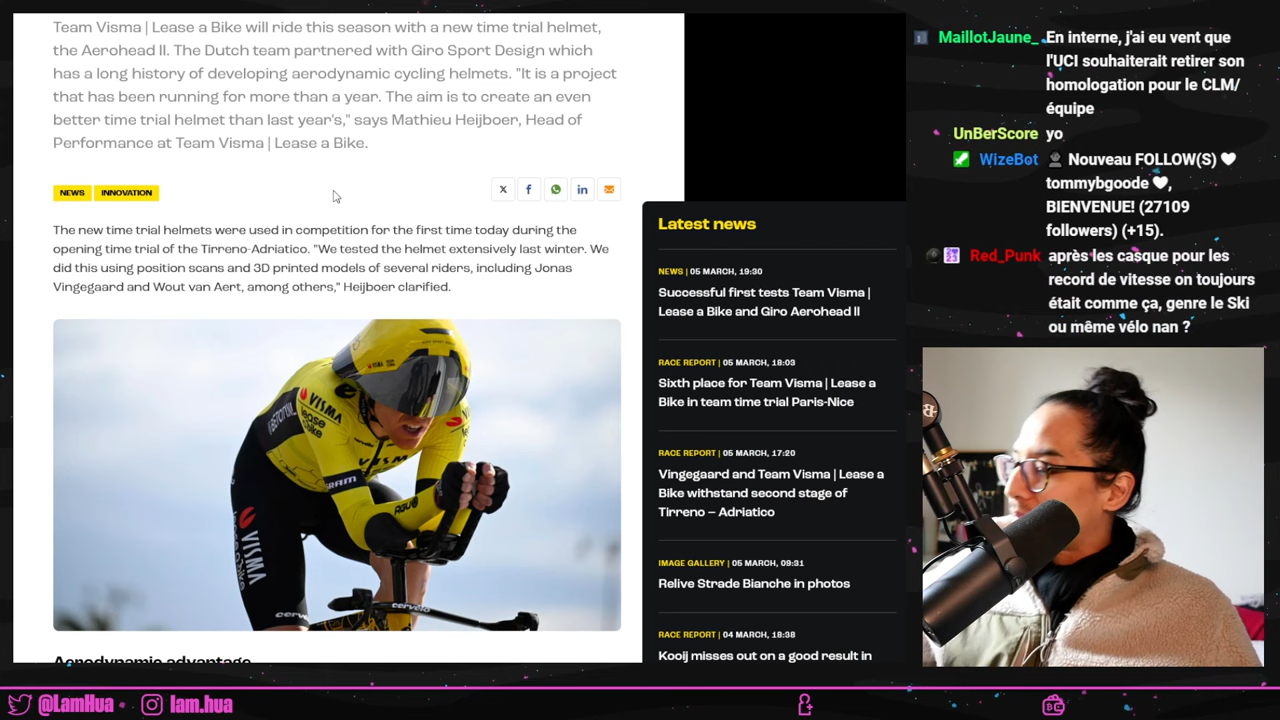 Team Visma | Lease a Bike will ride this season with a new time trial helmet,
the Aerohead II. The Dutch team partnered with Giro Sport Design which
has a long history of developing aerodynamic cycling helmets. "It is a project
that has been running for more than a year. The aim is to create an even
better time trial helmet than last year's," says Mathieu Heijboer, Head of
Performance at Team Visma | Lease a Bike.
NEWS INNOVATION
The new time trial helmets were used in competition for the first time today during the
opening time trial of the Tirreno-Adriatico. "We tested the helmet extensively last winter. We
did this using position scans and 3D printed models of several riders, including Jonas
Vingegaard and Wout van Aert, among others," Heijboer clarified.
VISMA
lease
a bike
VISMA
SRAM
AGU
VISMA
lease a bike
cervélo
Aerodynamic advantage
Latest news
NEWS | 05 MARCH, 19:30
Successful first tests Team Visma |
Lease a Bike and Giro Aerohead II
RACE REPORT | 05 MARCH, 18:03
Sixth place for Team Visma | Lease a
Bike in team time trial Paris-Nice
RACE REPORT | 05 MARCH, 17:20
Vingegaard and Team Visma | Lease a
Bike withstand second stage of
Tirreno – Adriatico
IMAGE GALLERY | 05 MARCH, 09:31
Relive Strade Bianche in photos
RACE REPORT | 04 MARCH, 18:38
Kooij misses out on a good result in
MaillotJaune_ En interne, j'ai eu vent que
l'UCI souhaiterait retirer son
homologation pour le CLM/
équipe
UnBerScore yo
WizeBot Nouveau FOLLOW(S)
tommybgoode ,
BIENVENUE! (27109
followers) (+15).
Red_Punk après les casque pour les
record de vitesse on toujours
était comme ça, genre le Ski
ou même vélo nan ?
@LamHua lam.hua